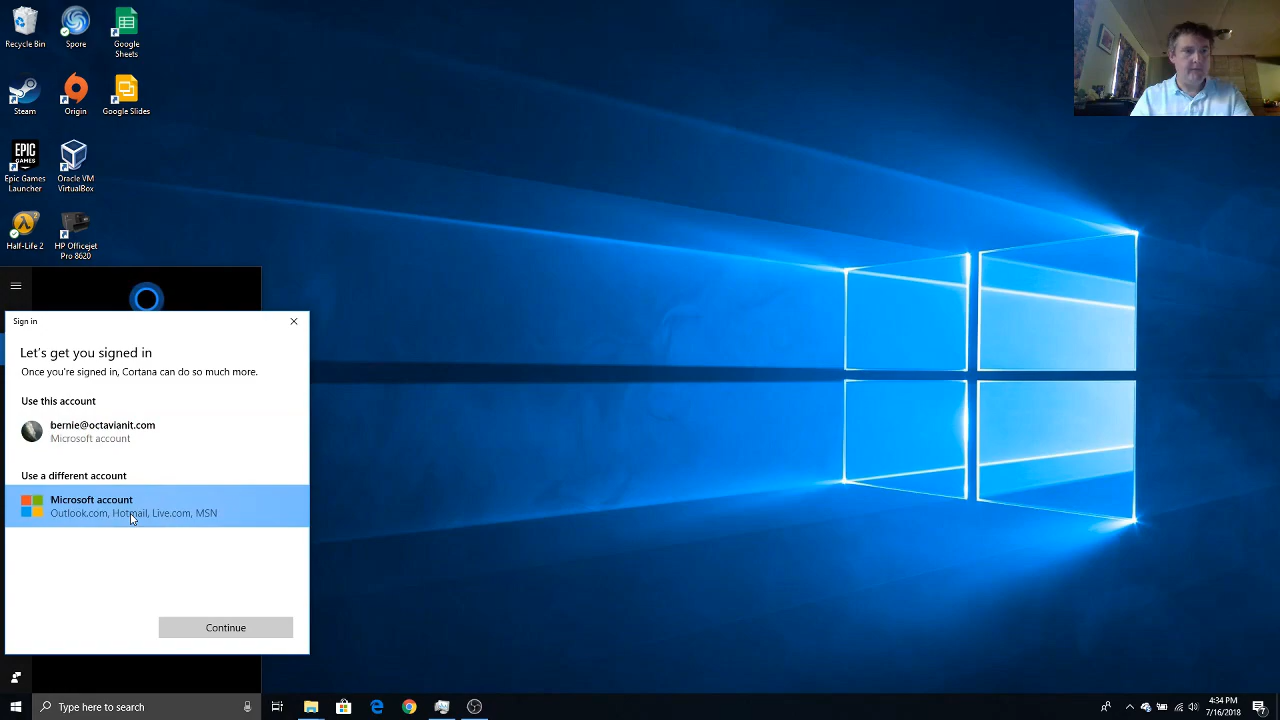 Recycle Bin
Spore
Google
Sheets
Steam
Origin
Google Slides
Epic Games
Launcher
Oracle VM
VirtualBox
Half-Life 2
HP Officejet
Pro 8620
EPIC
GAMES
Sign in
Let's get you signed in
Once you're signed in, Cortana can do so much more.
Use this account
bernie@octavianit.com
Microsoft account
Use a different account
Microsoft account
Outlook.com, Hotmail, Live.com, MSN
Continue
Type here to search
4:34 PM
7/16/2018